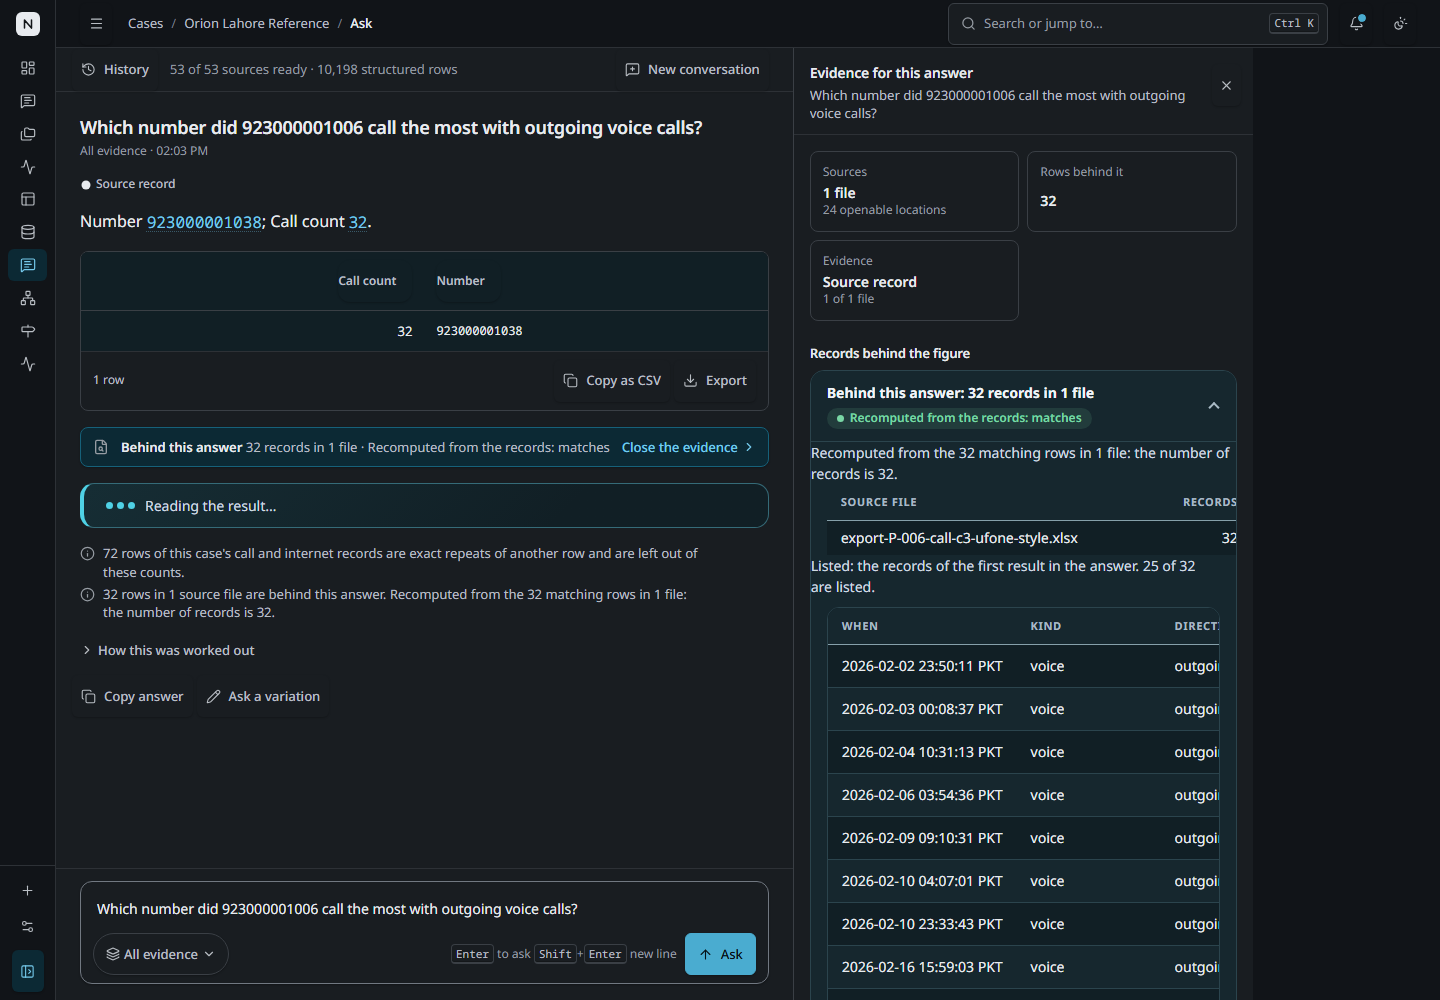 N
Cases / Orion Lahore Reference / Ask
Search or jump to...
Ctrl K
History
53 of 53 sources ready · 10,198 structured rows
New conversation
Which number did 923000001006 call the most with outgoing voice calls?
All evidence · 02:03 PM
Source record
Number 923000001038; Call count 32.
Call count Number
32 923000001038
1 row
Copy as CSV
Export
Behind this answer 32 records in 1 file · Recomputed from the records: matches Close the evidence
Reading the result...
72 rows of this case's call and internet records are exact repeats of another row and are left out of
these counts.
32 rows in 1 source file are behind this answer. Recomputed from the 32 matching rows in 1 file:
the number of records is 32.
How this was worked out
Copy answer
Ask a variation
Which number did 923000001006 call the most with outgoing voice calls?
All evidence
Enter to ask Shift+Enter new line
Ask
Evidence for this answer
Which number did 923000001006 call the most with outgoing
voice calls?
Sources
1 file
24 openable locations
Rows behind it
32
Evidence
Source record
1 of 1 file
Records behind the figure
Behind this answer: 32 records in 1 file
Recomputed from the records: matches
Recomputed from the 32 matching rows in 1 file: the number of
records is 32.
SOURCE FILE RECORDS
export-P-006-call-c3-ufone-style.xlsx 32
Listed: the records of the first result in the answer. 25 of 32
are listed.
WHEN KIND
2026-02-02 23:50:11 PKT voice
2026-02-03 00:08:37 PKT voice
2026-02-04 10:31:13 PKT voice
2026-02-06 03:54:36 PKT voice
2026-02-09 09:10:31 PKT voice
2026-02-10 04:07:01 PKT voice
2026-02-10 23:33:43 PKT voice
2026-02-16 15:59:03 PKT voice